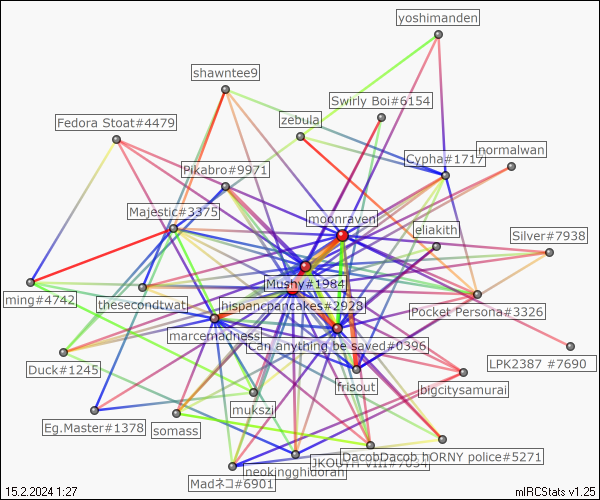 yoshimanden
shawntee9
Swirly Boi#6154
zebula
Fedora Stoat#4479
normalwan
Cypha#1717
Pikabro#9971
Majestic#3375
moonraven
eliakith
Silver#7938
Mushy#1984
ming#4742
thesecondtwat
hispancpancakes#2928
Pocket Persona#3326
marcemadness
Can anything be saved#0396
LPK2387 #7690
Duck#1245
frisout
bigcitysamurai
mukszi
Eg.Master#1378
somass
DacobDacob hORNY police#5271
neokingghidorah
Madネコ#6901
15.2.2024 1:27
mIRCStats v1.25